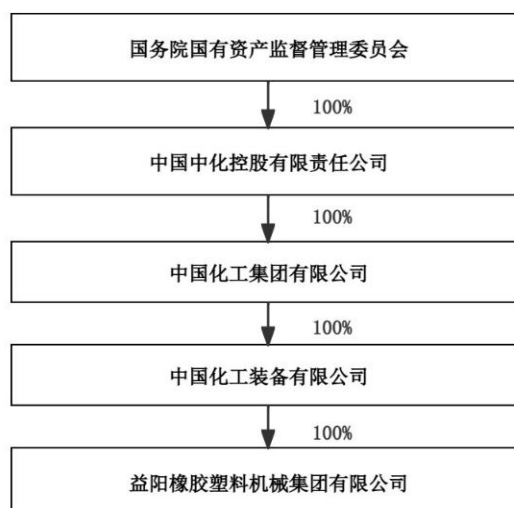 国务院国有资产监督管理委员会
100%
中国中化控股有限责任公司
100%
中国化工集团有限公司
100%
中国化工装备有限公司
100%
益阳橡胶塑料机械集团有限公司